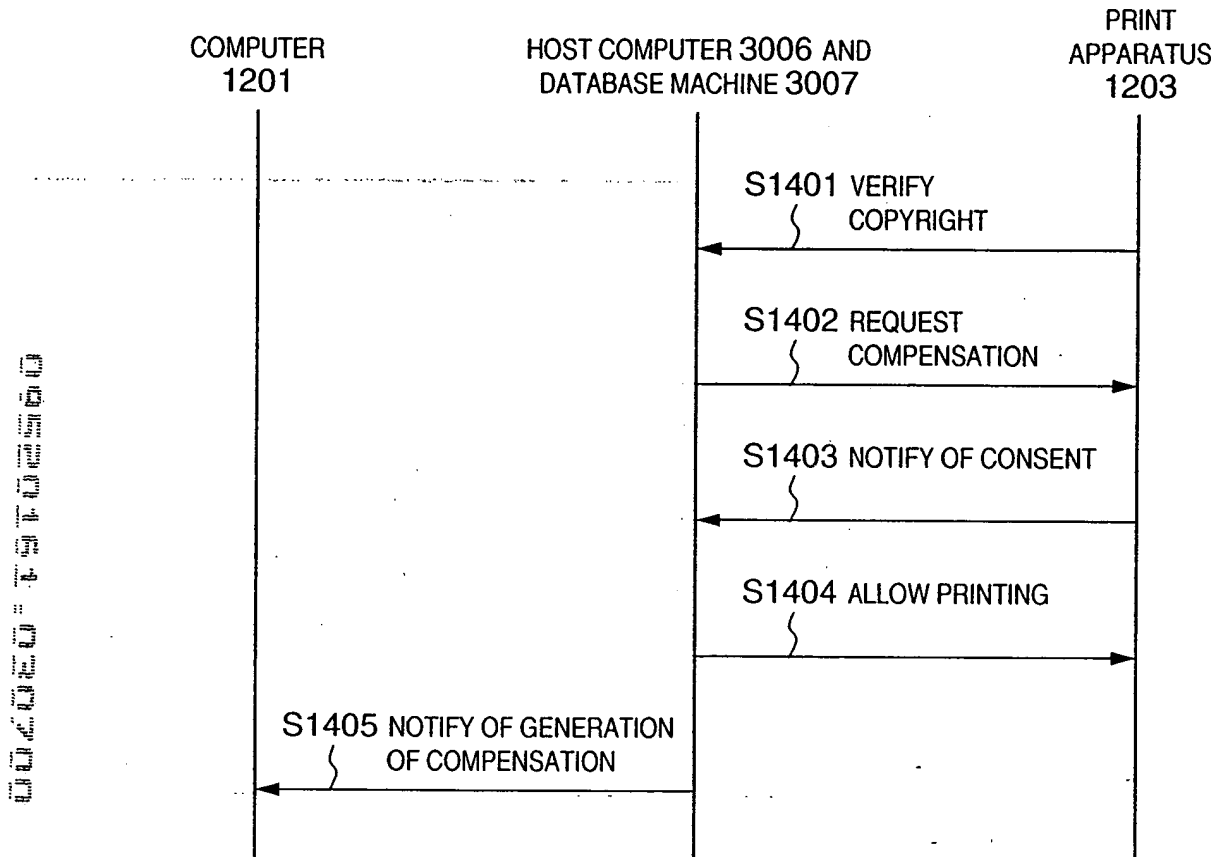 COMPUTER
1201
HOST COMPUTER 3006 AND
DATABASE MACHINE 3007
PRINT
APPARATUS
1203
S1401 VERIFY
COPYRIGHT
S1402 REQUEST
COMPENSATION
S1403 NOTIFY OF CONSENT
S1404 ALLOW PRINTING
S1405 NOTIFY OF GENERATION
OF COMPENSATION